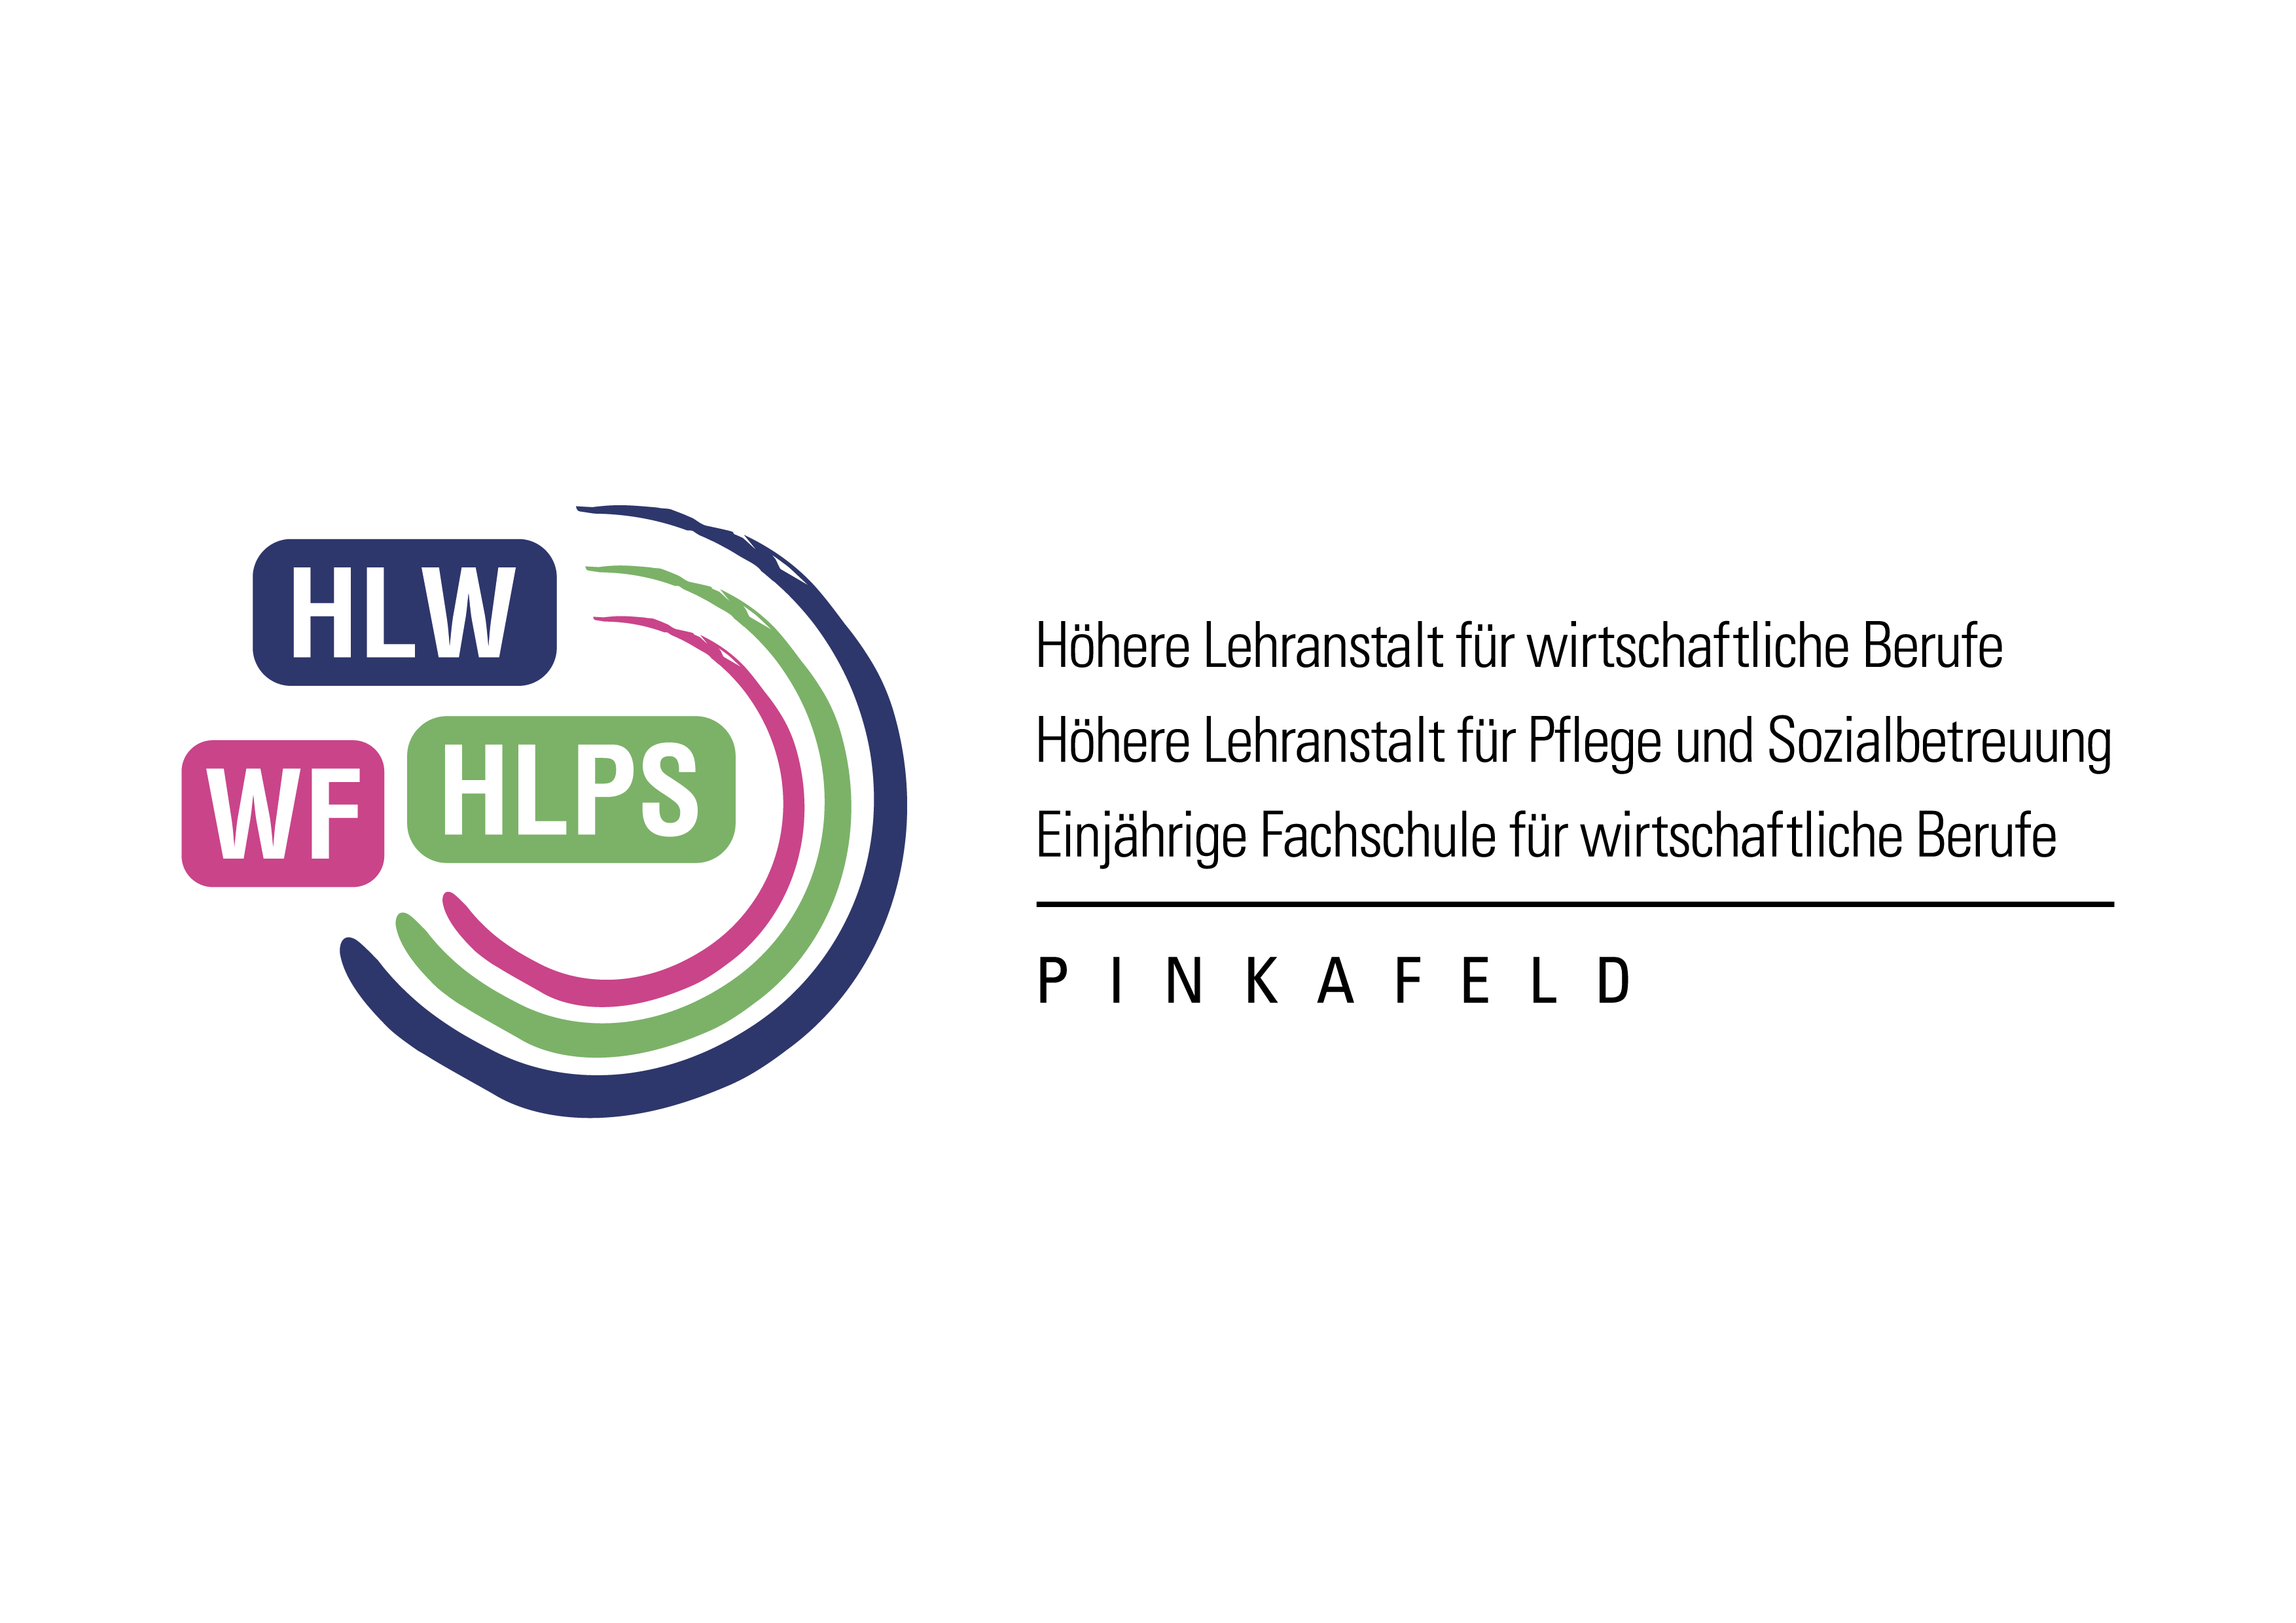 HLW
WF
HLPS
Höhere Lehranstalt für wirtschaftliche Berufe
Höhere Lehranstalt für Pflege und Sozialbetreuung
Einjährige Fachschule für wirtschaftliche Berufe
PINKAFELD